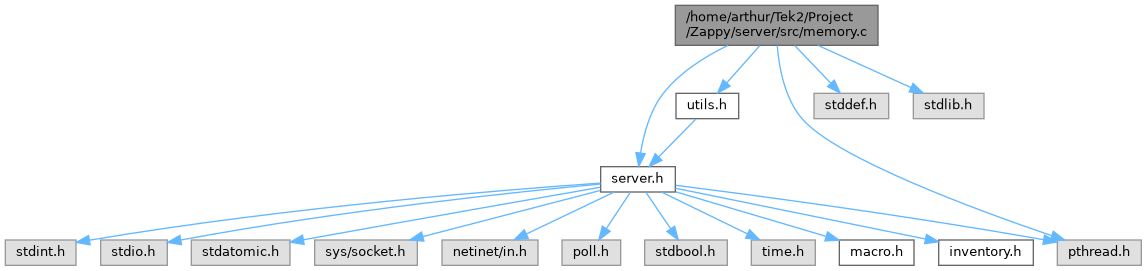 /home/arthur/Tek2/Project
/Zappy/server/src/memory.c
utils.h
stddef.h
stdlib.h
server.h
stdint.h
stdio.h
stdatomic.h
sys/socket.h
netinet/in.h
poll.h
stdbool.h
time.h
macro.h
inventory.h
pthread.h